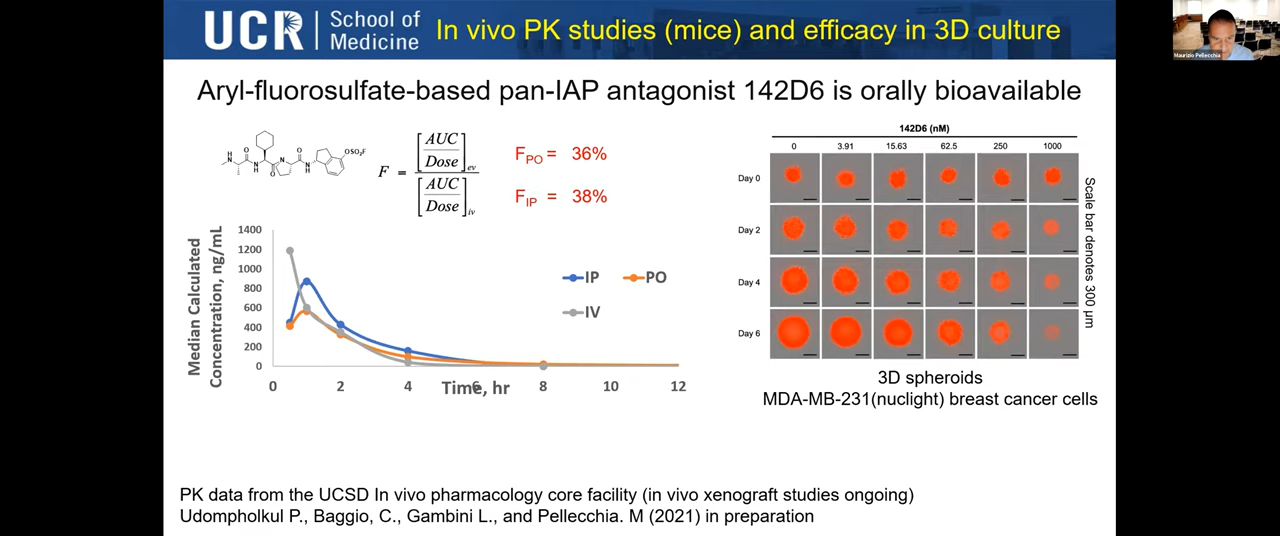 UCR School of Medicine
In vivo PK studies (mice) and efficacy in 3D culture
Maurizio Pellecchia
Aryl-fluorosulfate-based pan-IAP antagonist 142D6 is orally bioavailable
F = [AUC/Dose]ev / [AUC/Dose]iv
FPO = 36%
FIP = 38%
H
N
O
N
H
O
N
O
N
H
OSO2F
Median Calculated
Concentration, ng/mL
1400
1200
1000
800
600
400
200
0
0 2 4 6 8 10 12
Time, hr
IP PO
IV
142D6 (nM)
0 3.91 15.63 62.5 250 1000
Day 0
Day 2
Day 4
Day 6
Scale bar denotes 300 μm
3D spheroids
MDA-MB-231(nuclight) breast cancer cells
PK data from the UCSD In vivo pharmacology core facility (in vivo xenograft studies ongoing)
Udompholkul P., Baggio, C., Gambini L., and Pellecchia. M (2021) in preparation